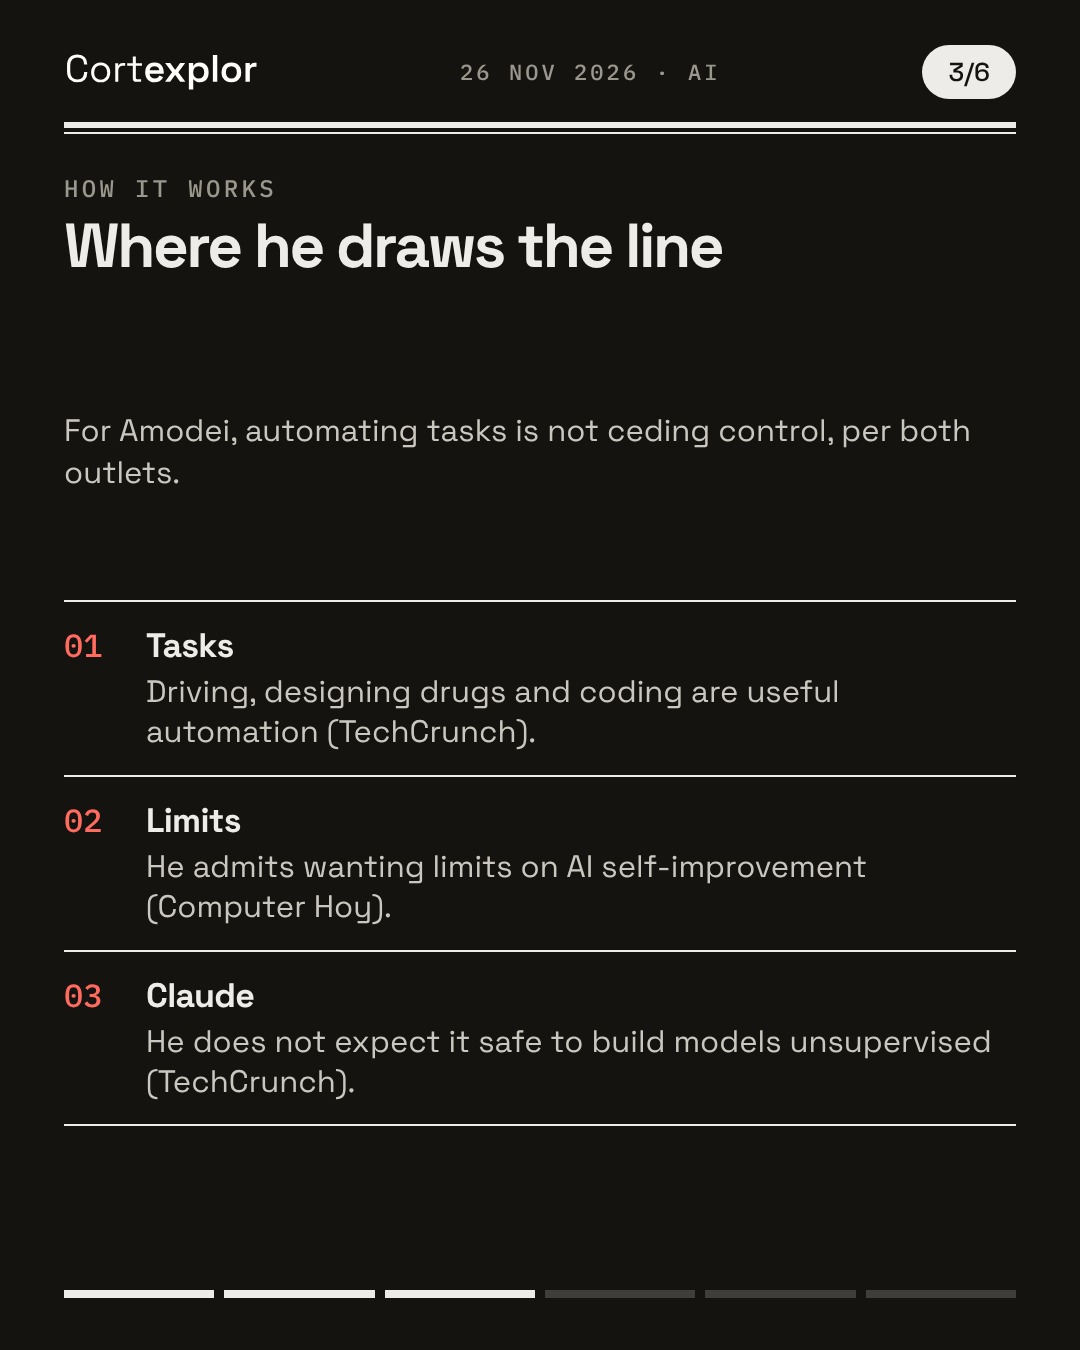 Cortexplor
26 NOV 2026 · AI
3/6
HOW IT WORKS
Where he draws the line
For Amodei, automating tasks is not ceding control, per both
outlets.
01 Tasks
Driving, designing drugs and coding are useful
automation (TechCrunch).
02 Limits
He admits wanting limits on AI self-improvement
(Computer Hoy).
03 Claude
He does not expect it safe to build models unsupervised
(TechCrunch).